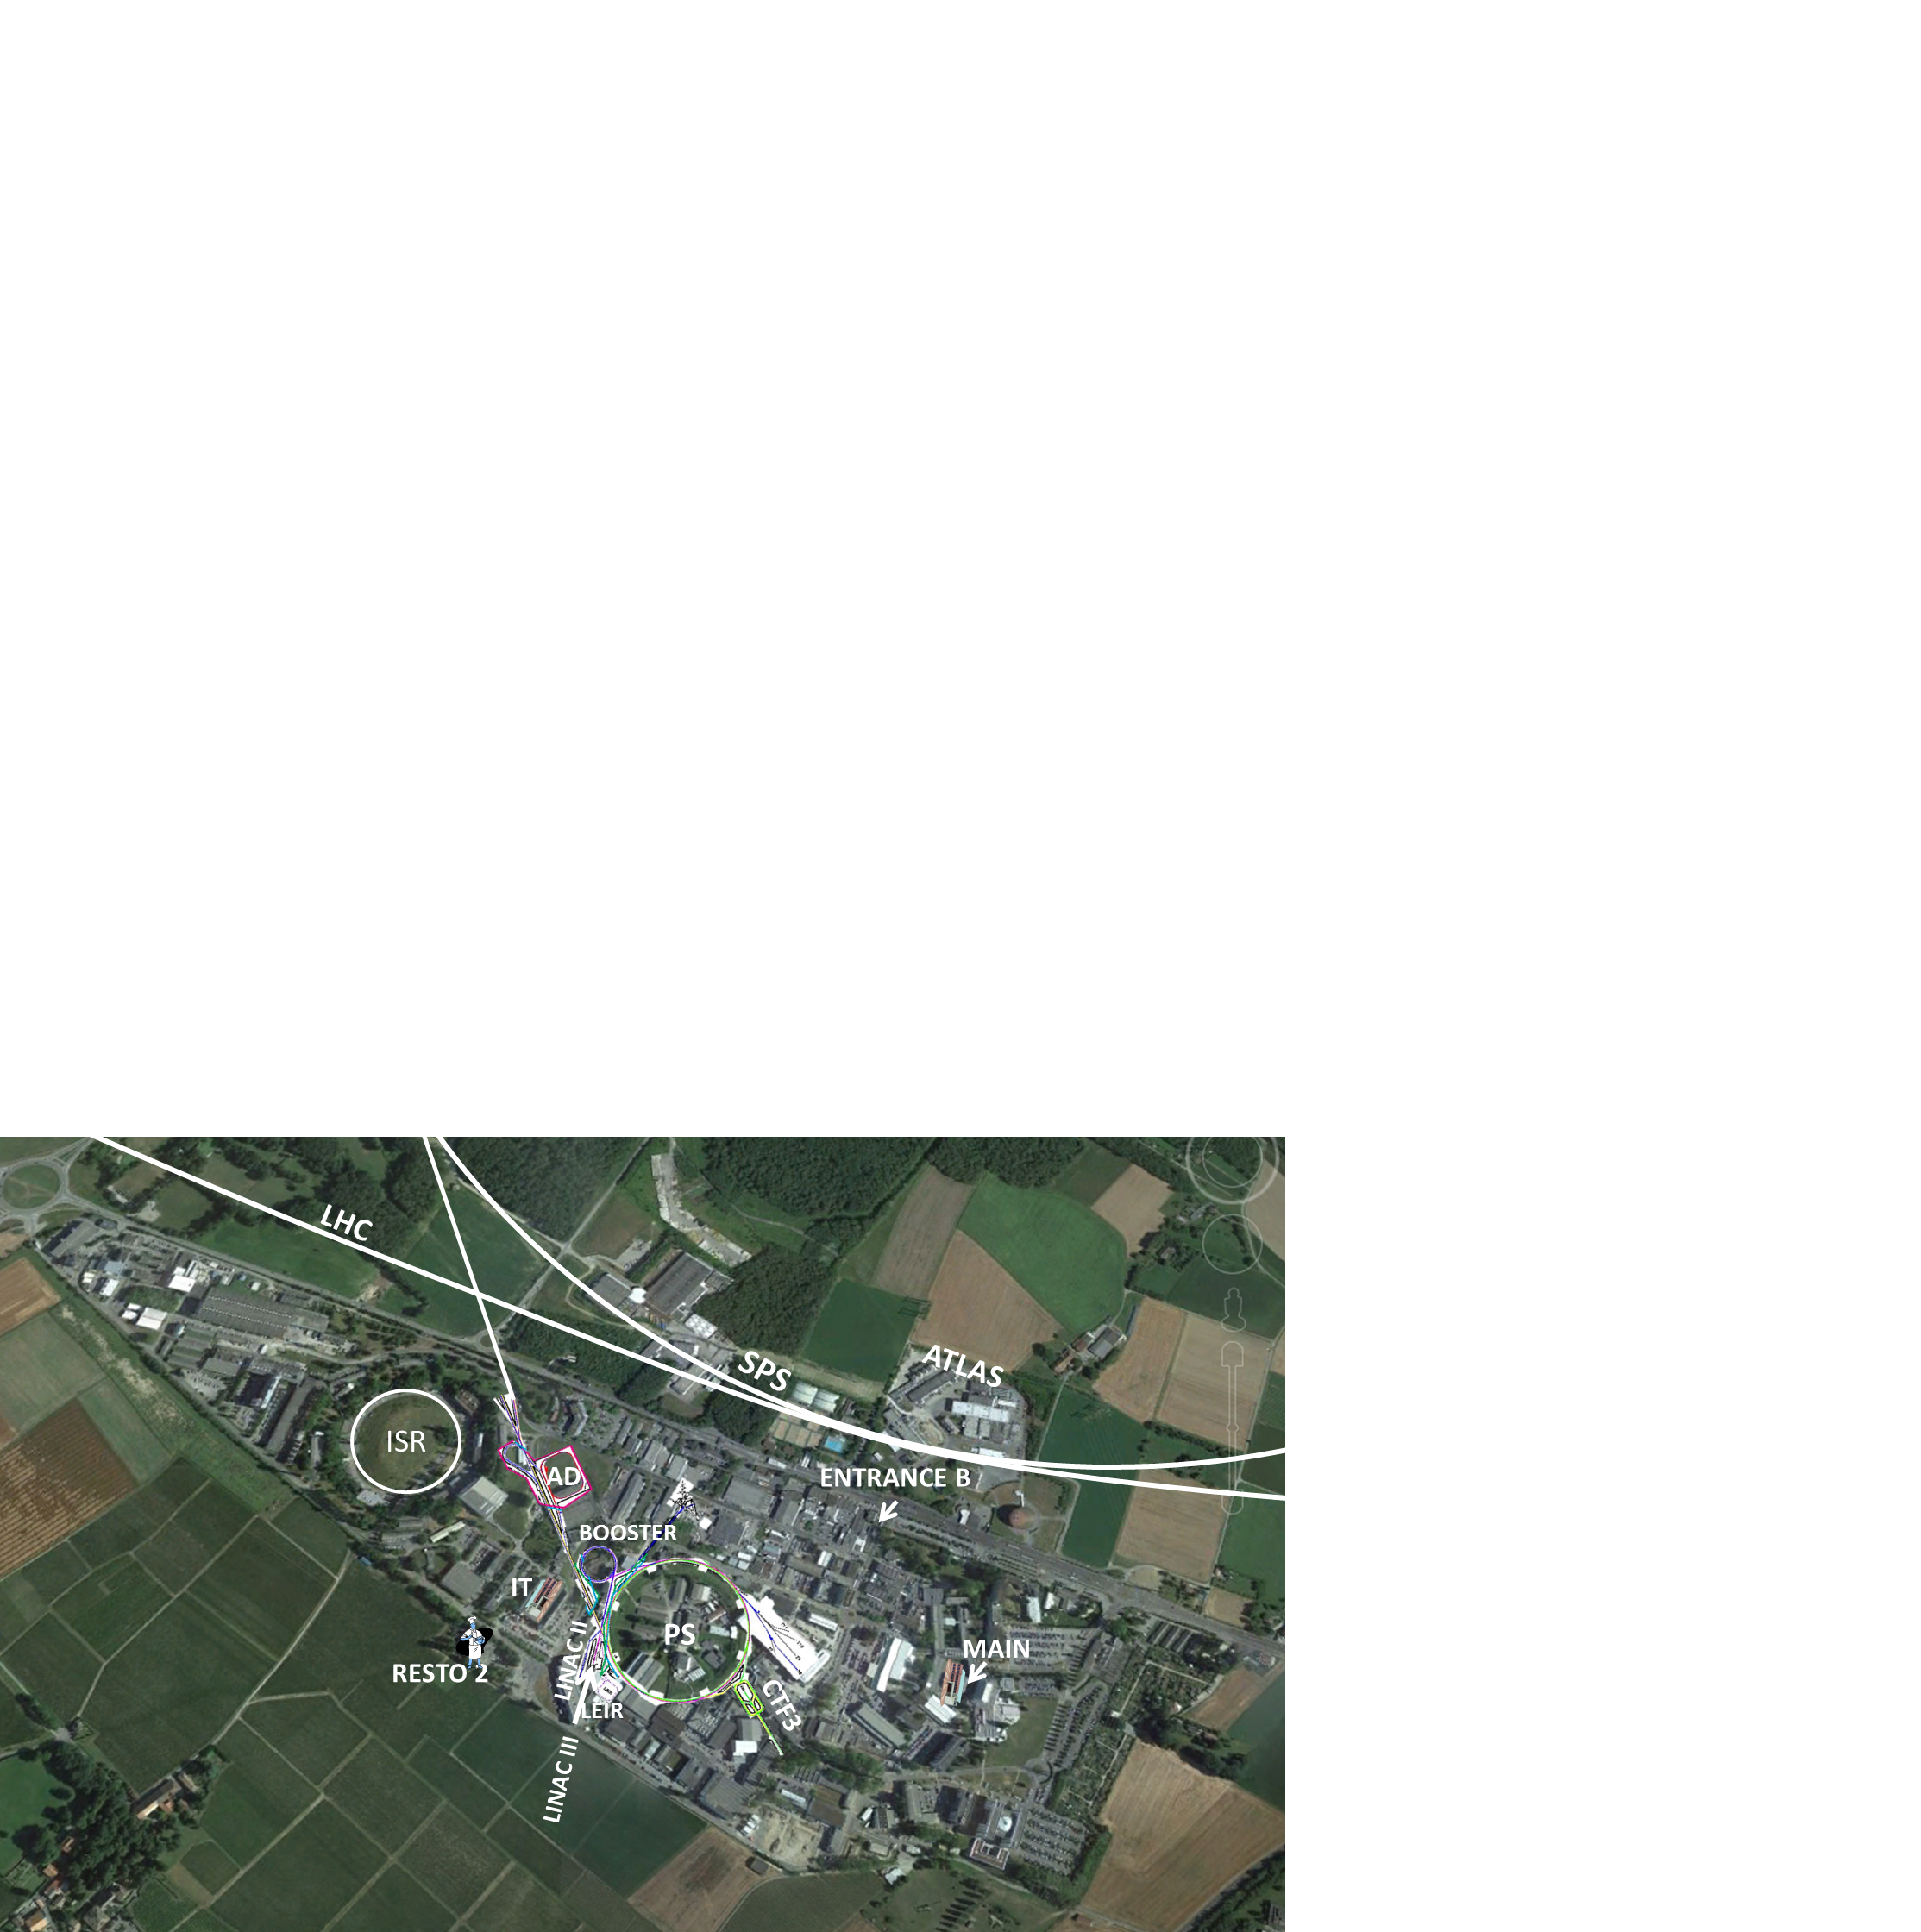 LHC
SPS
ATLAS
ISR
AD
ENTRANCE B
BOOSTER
IT
LINAC II
PS
MAIN
RESTO 2
LEIR
CTF3
LINAC III